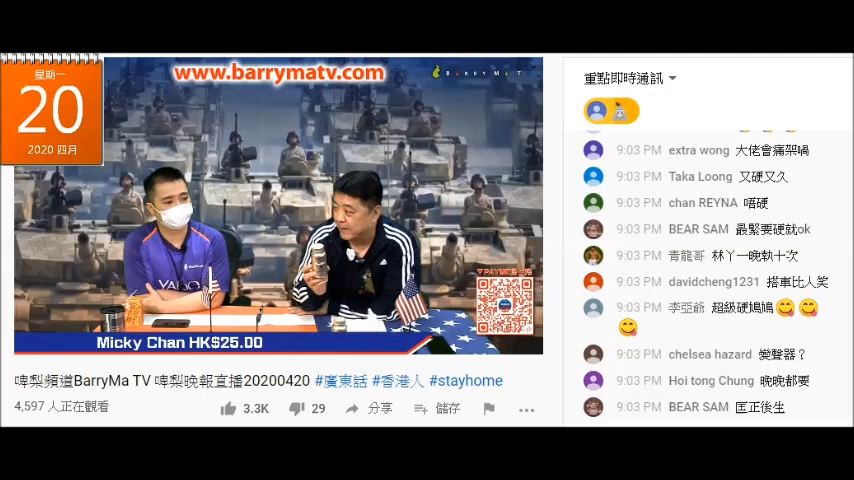 星期一
20
2020 四月
www.barrymatv.com
BARRYMAT
YAHOO
PAYME
Micky Chan HK$25.00
啤梨頻道BarryMa TV 啤梨晚報直播20200420 #廣東話 #香港人 #stayhome
4,597 人正在觀看
3.3K
29
分享
儲存
重點即時通訊
9:03 PM extra wong 大佬會痛架喎
9:03 PM Taka Loong 又硬又久
9:03 PM chan REYNA 唔硬
9:03 PM BEAR SAM 最緊要硬就ok
9:03 PM 青龍哥 林丫一晚執十次
9:03 PM davidcheng1231 搭車比人笑
9:03 PM 李亞爺 超級硬鳩鳩😋😋
😋
9:03 PM chelsea hazard 變聲器？
9:03 PM Hoi tong Chung 晚晚都要
9:03 PM BEAR SAM 匡正後生